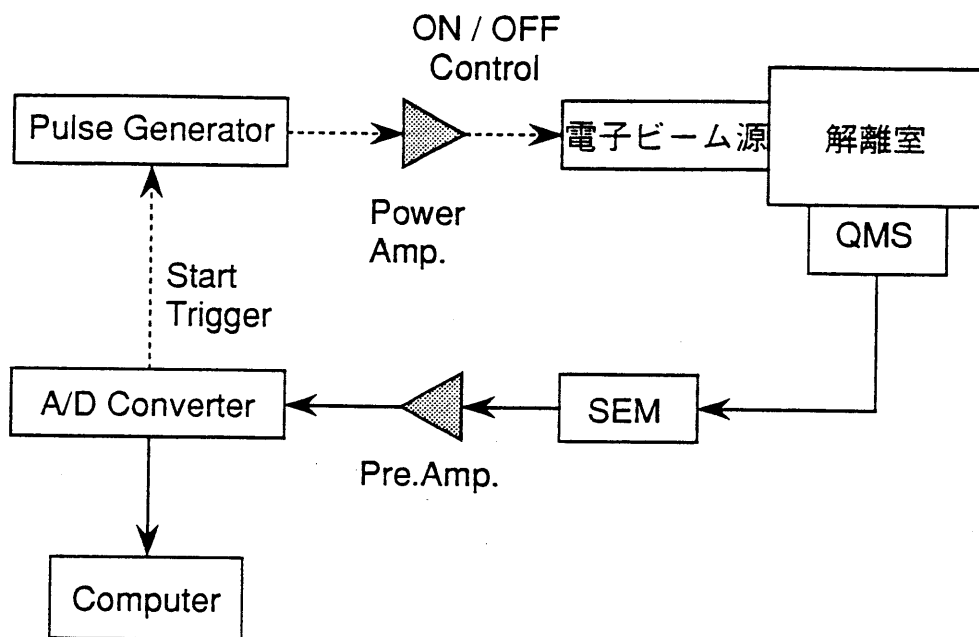 ON / OFF
Control
Pulse Generator
電子ビーム源
解離室
Power
Amp.
QMS
Start
Trigger
A/D Converter
SEM
Pre.Amp.
Computer